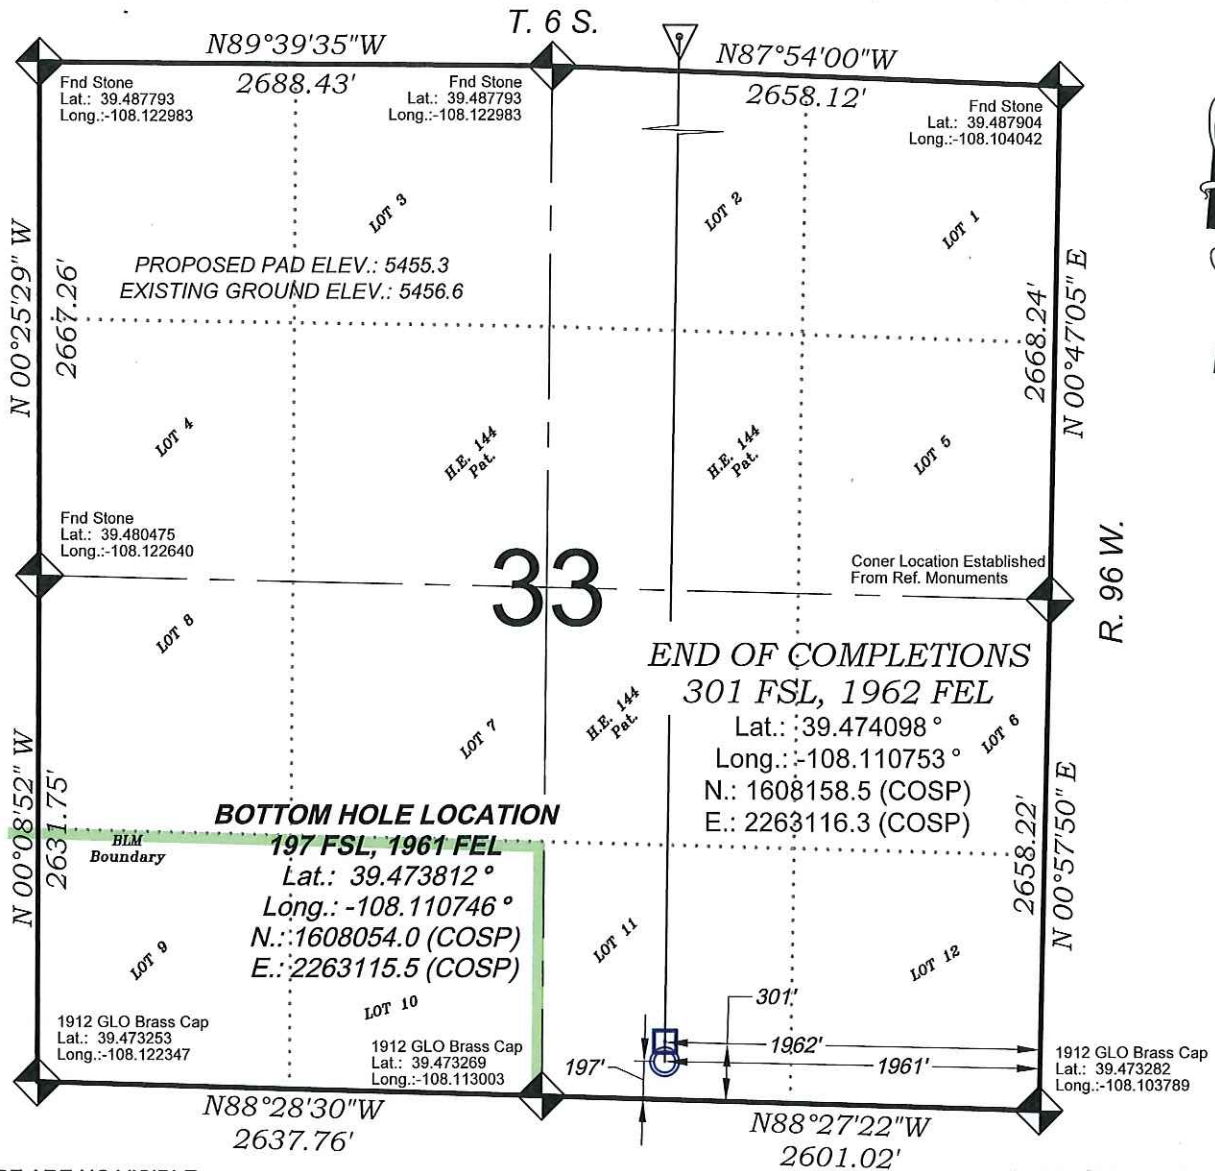 T. 6 S.
N89°39'35"W
2688.43'
N87°54'00"W
2658.12'
Fnd Stone
Lat.: 39.487793
Long.:-108.122983
Fnd Stone
Lat.: 39.487793
Long.:-108.122983
Fnd Stone
Lat.: 39.487904
Long.:-108.104042
LOT 3
LOT 2
LOT 1
PROPOSED PAD ELEV.: 5455.3
EXISTING GROUND ELEV.: 5456.6
N 00°25'29" W
2667.26'
2668.24'
N 00°47'05" E
LOT 4
H.E. 144
Pat.
H.E. 144
Pat.
LOT 5
Fnd Stone
Lat.: 39.480475
Long.:-108.122640
33
Coner Location Established
From Ref. Monuments
R. 96 W.
LOT 8
LOT 7
H.E. 144
Pat.
END OF COMPLETIONS
301 FSL, 1962 FEL
Lat.: 39.474098°
Long.: -108.110753°
N.: 1608158.5 (COSP)
E.: 2263116.3 (COSP)
LOT 6
N 00°08'52" W
2631.75'
2658.22'
N 00°57'50" E
BLM
Boundary
BOTTOM HOLE LOCATION
197 FSL, 1961 FEL
Lat.: 39.473812°
Long.: -108.110746°
N.: 1608054.0 (COSP)
E.: 2263115.5 (COSP)
LOT 9
LOT 10
LOT 11
LOT 12
1912 GLO Brass Cap
Lat.: 39.473253
Long.:-108.122347
1912 GLO Brass Cap
Lat.: 39.473269
Long.:-108.113003
301'
1962'
197'
1961'
1912 GLO Brass Cap
Lat.: 39.473282
Long.:-108.103789
N88°28'30"W
2637.76'
N88°27'22"W
2601.02'